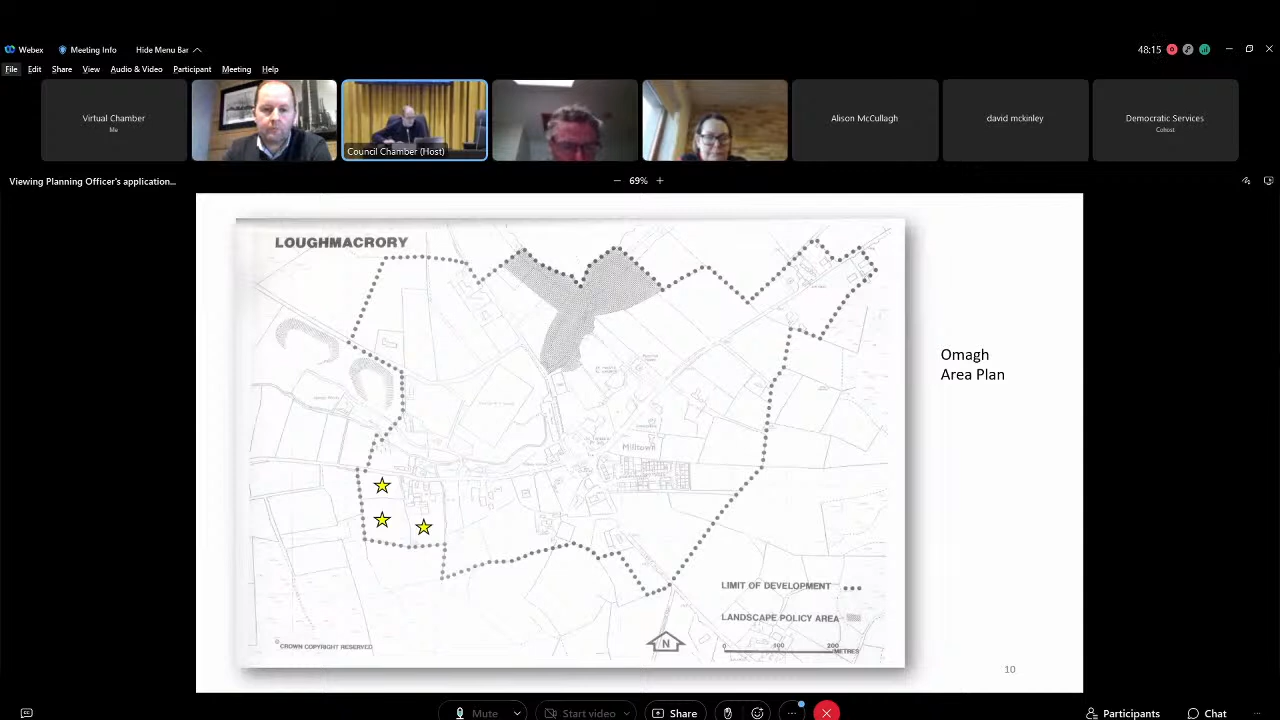 Webex Meeting Info Hide Menu Bar 48:15
File Edit Share View Audio & Video Participant Meeting Help
Virtual Chamber
Me
Council Chamber (Host)
Alison McCullagh
david mckinley
Democratic Services
Cohost
Viewing Planning Officer's application...
69%
LOUGHMACRORY
Omagh
Area Plan
Milltown
LIMIT OF DEVELOPMENT
LANDSCAPE POLICY AREA
N
0 100 200
METRES
© CROWN COPYRIGHT RESERVED
10
Mute Start video Share Participants Chat